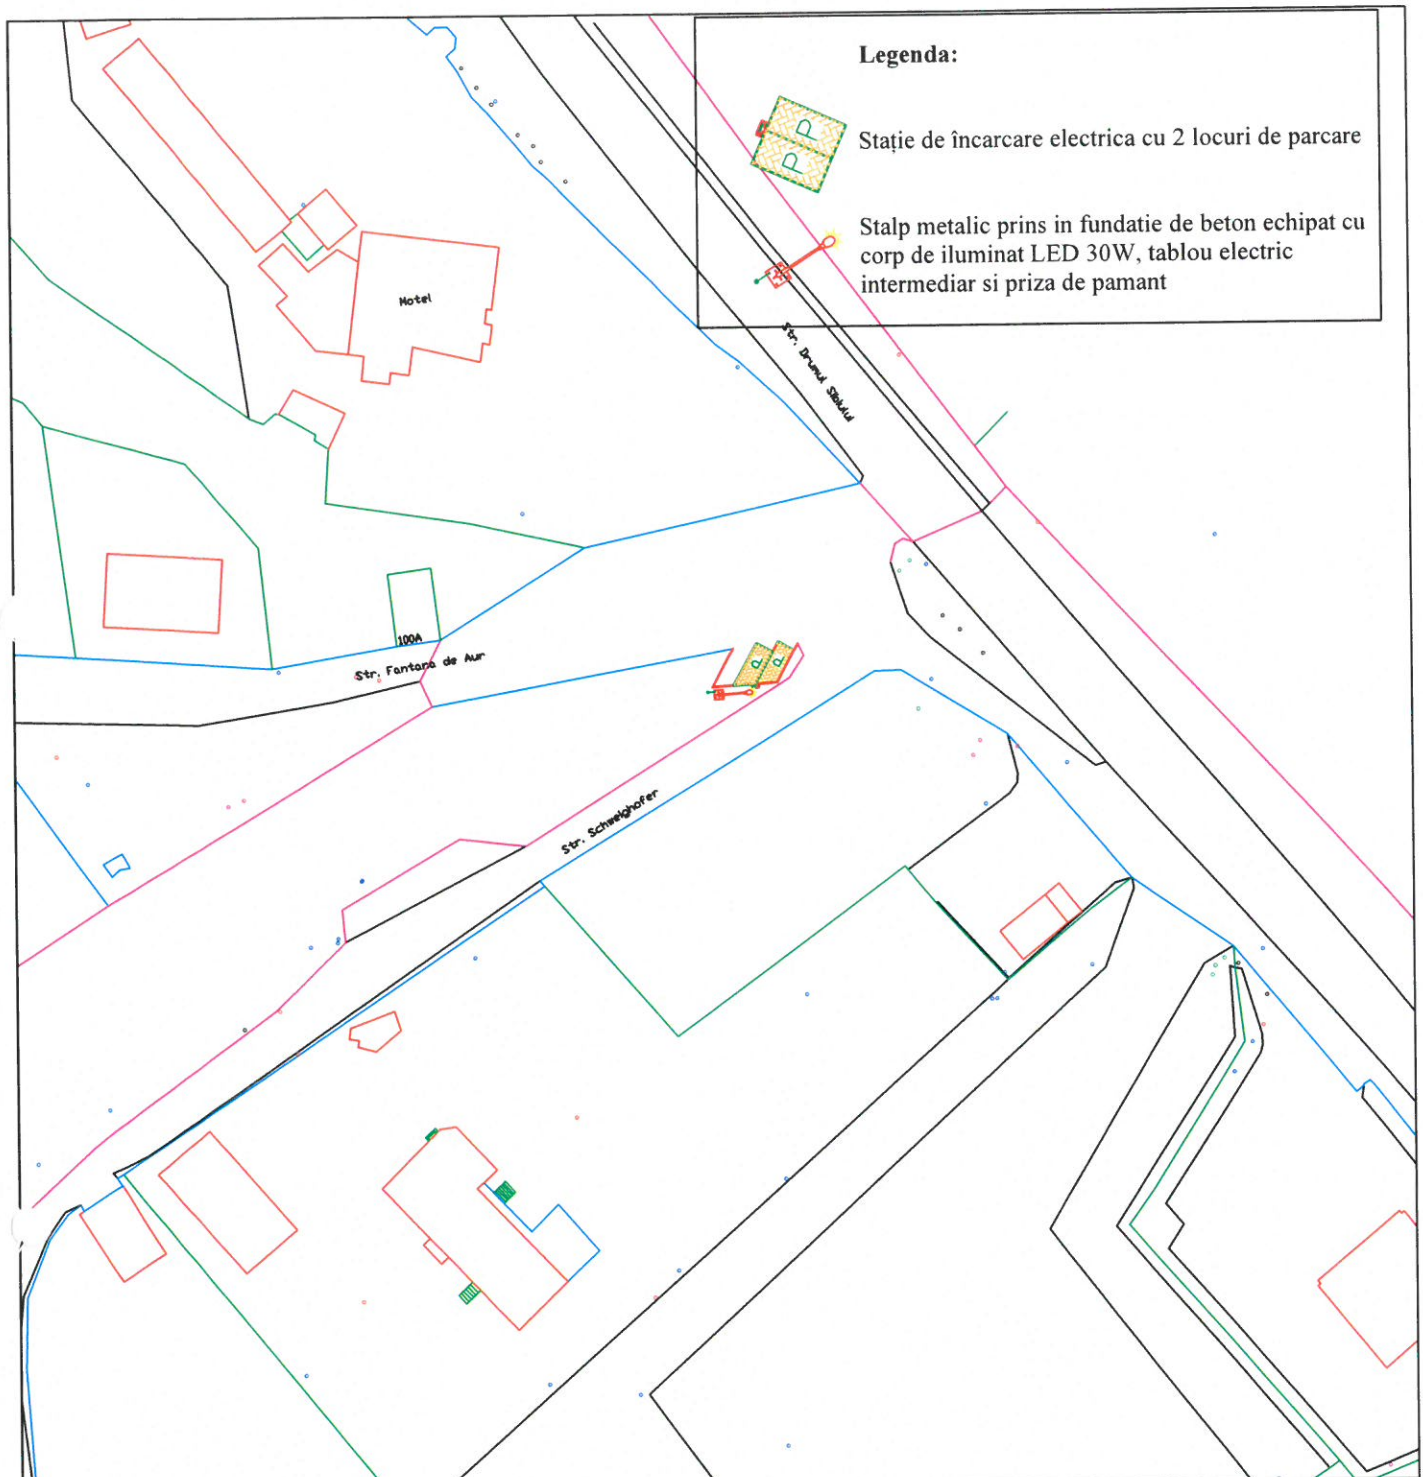 Legenda:
P
P
Stație de încarcare electrica cu 2 locuri de parcare
Stalp metalic prins in fundatie de beton echipat cu
corp de iluminat LED 30W, tablou electric
intermediar si priza de pamant
Hotel
Str. Drumul Sibiului
100A
Str. Fantana de Aur
P
P
Str. Schweighofer